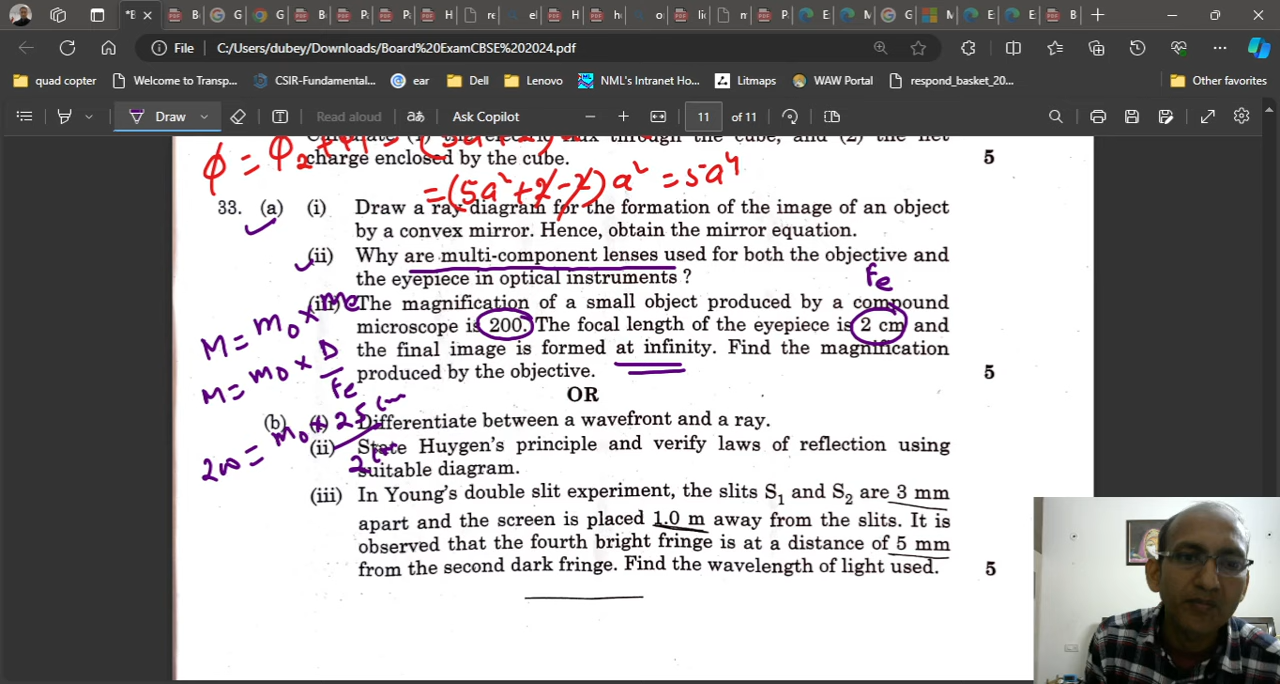 File C:/Users/dubey/Downloads/Board%20ExamCBSE%202024.pdf
quad copter Welcome to Transp... CSIR-Fundamental... ear Dell Lenovo NML's Intranet Ho... Litmaps WAW Portal respond_basket_20... Other favorites
Draw Read aloud Ask Copilot 11 of 11
charge enclosed by the cube. 5
= (5a² + 2 - 2) a² = 5a⁴
33. (a) (i) Draw a ray diagram for the formation of the image of an object
by a convex mirror. Hence, obtain the mirror equation.
(ii) Why are multi-component lenses used for both the objective and
the eyepiece in optical instruments ?
Fe
(iii) The magnification of a small object produced by a compound
microscope is 200. The focal length of the eyepiece is 2 cm and
the final image is formed at infinity. Find the magnification
produced by the objective. 5
M = mo × me
M = mo × D/Fe
200 = mo × 25 cm/2 cm
OR
(b) (i) Differentiate between a wavefront and a ray.
(ii) State Huygen's principle and verify laws of reflection using
suitable diagram.
(iii) In Young's double slit experiment, the slits S₁ and S₂ are 3 mm
apart and the screen is placed 1.0 m away from the slits. It is
observed that the fourth bright fringe is at a distance of 5 mm
from the second dark fringe. Find the wavelength of light used. 5